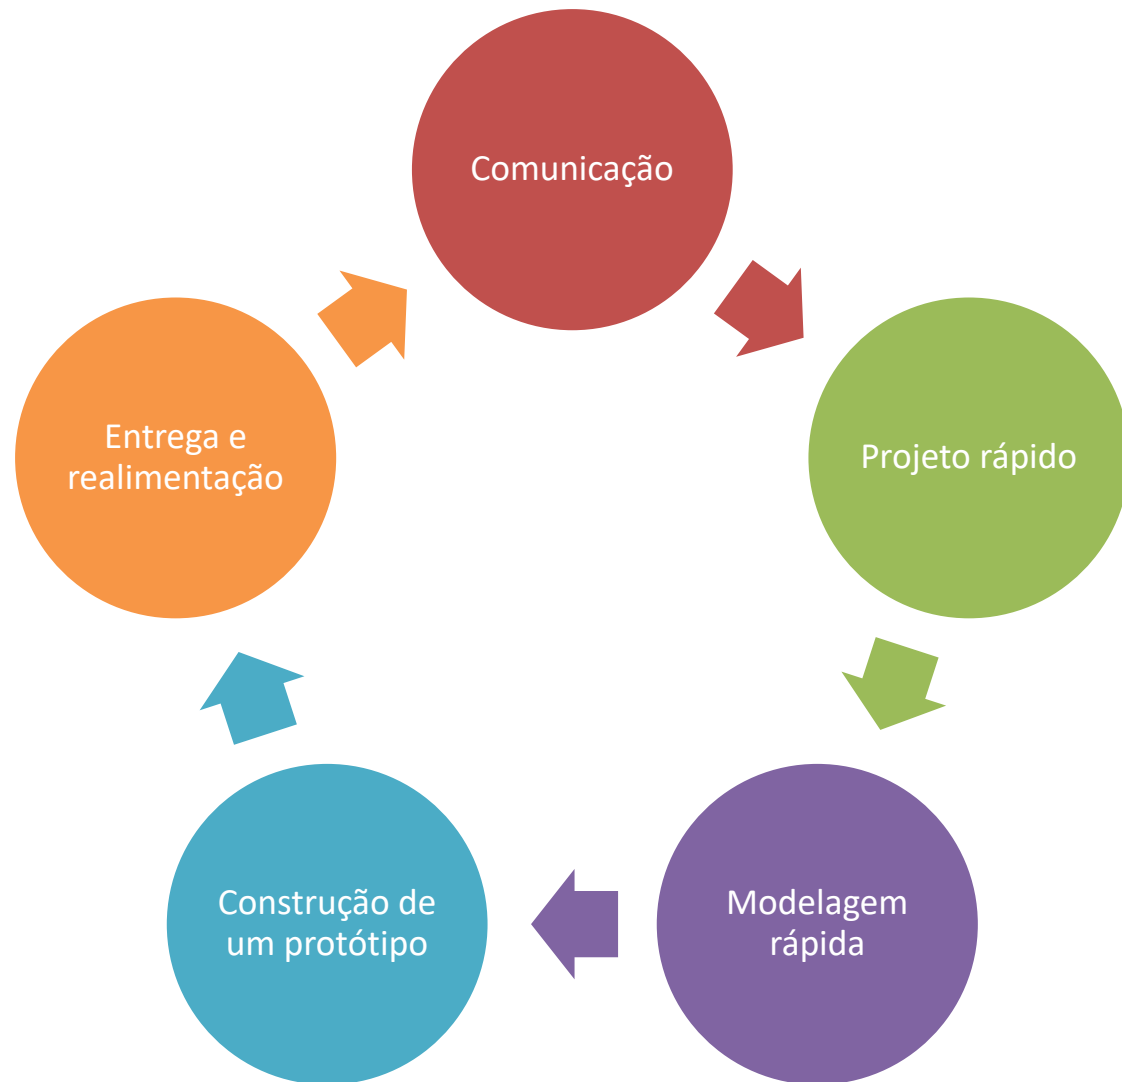 Comunicação
Projeto rápido
Modelagem
rápida
Construção de
um protótipo
Entrega e
realimentação